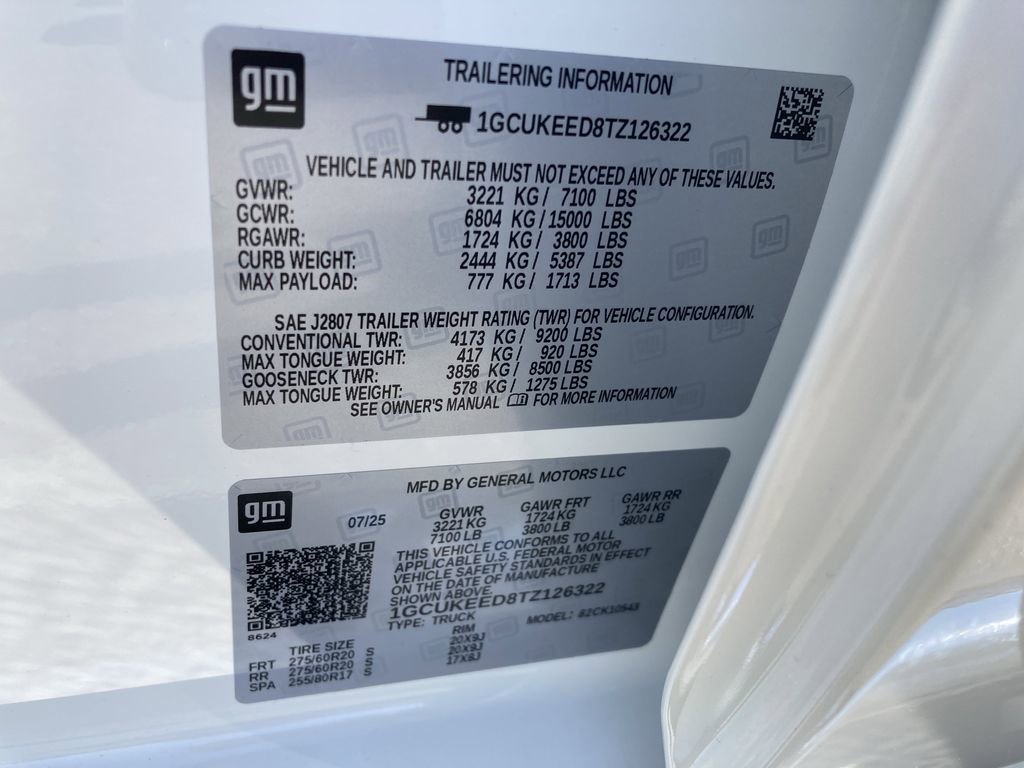 gm
TRAILERING INFORMATION
1GCUKEED8TZ126322
VEHICLE AND TRAILER MUST NOT EXCEED ANY OF THESE VALUES.
GVWR: 3221 KG/ 7100 LBS
GCWR: 6804 KG/15000 LBS
RGAWR: 1724 KG/ 3800 LBS
CURB WEIGHT: 2444 KG/ 5387 LBS
MAX PAYLOAD: 777 KG/ 1713 LBS
SAE J2807 TRAILER WEIGHT RATING (TWR) FOR VEHICLE CONFIGURATION.
CONVENTIONAL TWR: 4173 KG/ 9200 LBS
MAX TONGUE WEIGHT: 417 KG/ 920 LBS
GOOSENECK TWR: 3856 KG/ 8500 LBS
MAX TONGUE WEIGHT: 578 KG/ 1275 LBS
SEE OWNER'S MANUAL FOR MORE INFORMATION
gm
MFD BY GENERAL MOTORS LLC
07/25 GVWR GAWR FRT GAWR RR
3221 KG 1724 KG 1724 KG
7100 LB 3800 LB 3800 LB
THIS VEHICLE CONFORMS TO ALL
APPLICABLE U.S. FEDERAL MOTOR
VEHICLE SAFETY STANDARDS IN EFFECT
ON THE DATE OF MANUFACTURE
SHOWN ABOVE.
1GCUKEED8TZ126322
TYPE: TRUCK MODEL: 82CK10543
8624
TIRE SIZE RIM
FRT 275/60R20 S 20X9J
RR 275/60R20 S 20X9J
SPA 255/80R17 S 17X8J